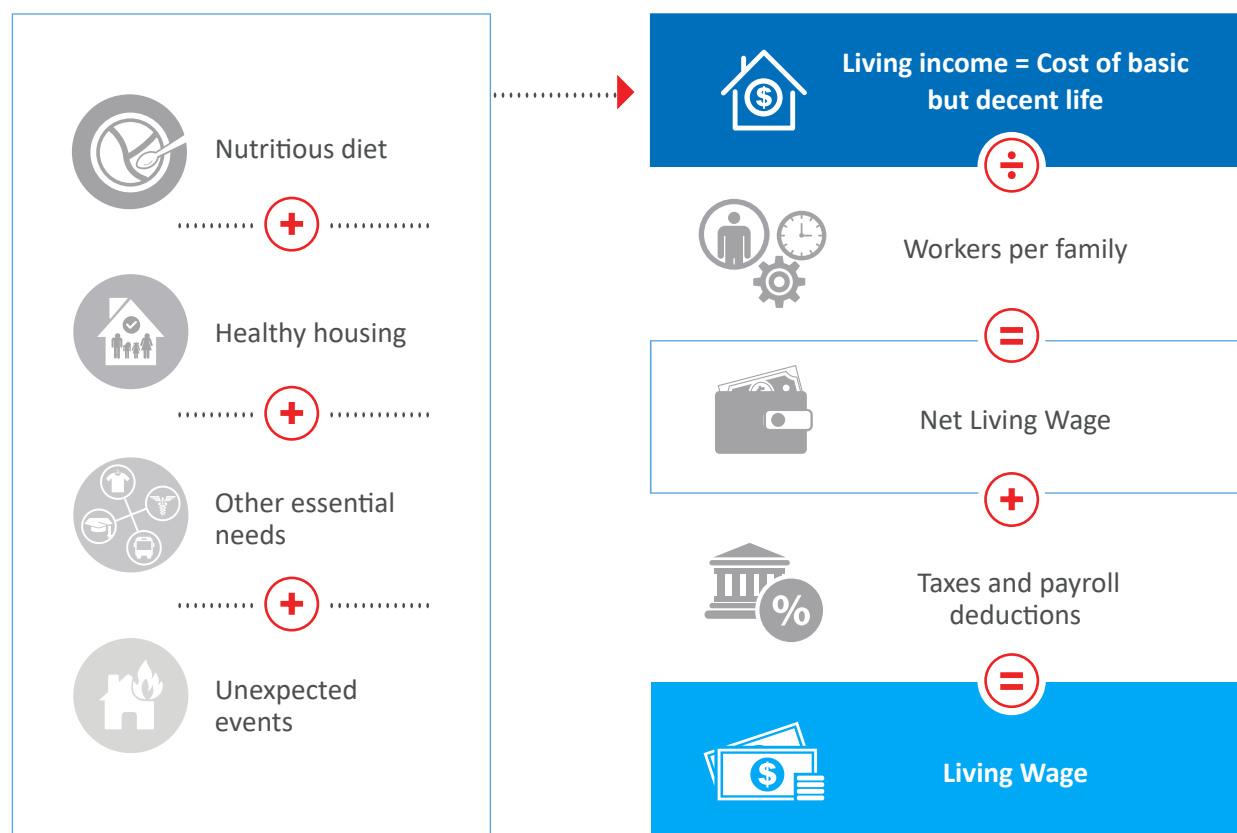 Nutritious diet
+
Healthy housing
+
Other essential
needs
+
Unexpected
events
Living income = Cost of basic
but decent life
$
÷
Workers per family
=
Net Living Wage
+
Taxes and payroll
deductions
%
=
Living Wage
$